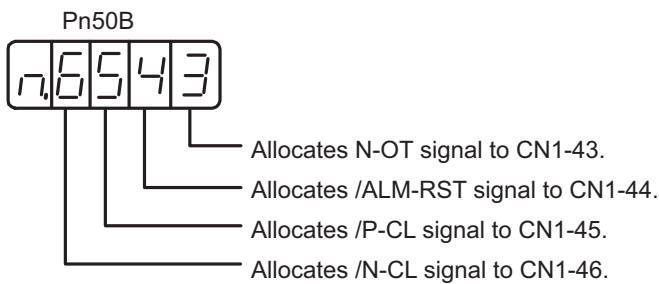 Pn50B
n.6543
Allocates N-OT signal to CN1-43.
Allocates /ALM-RST signal to CN1-44.
Allocates /P-CL signal to CN1-45.
Allocates /N-CL signal to CN1-46.